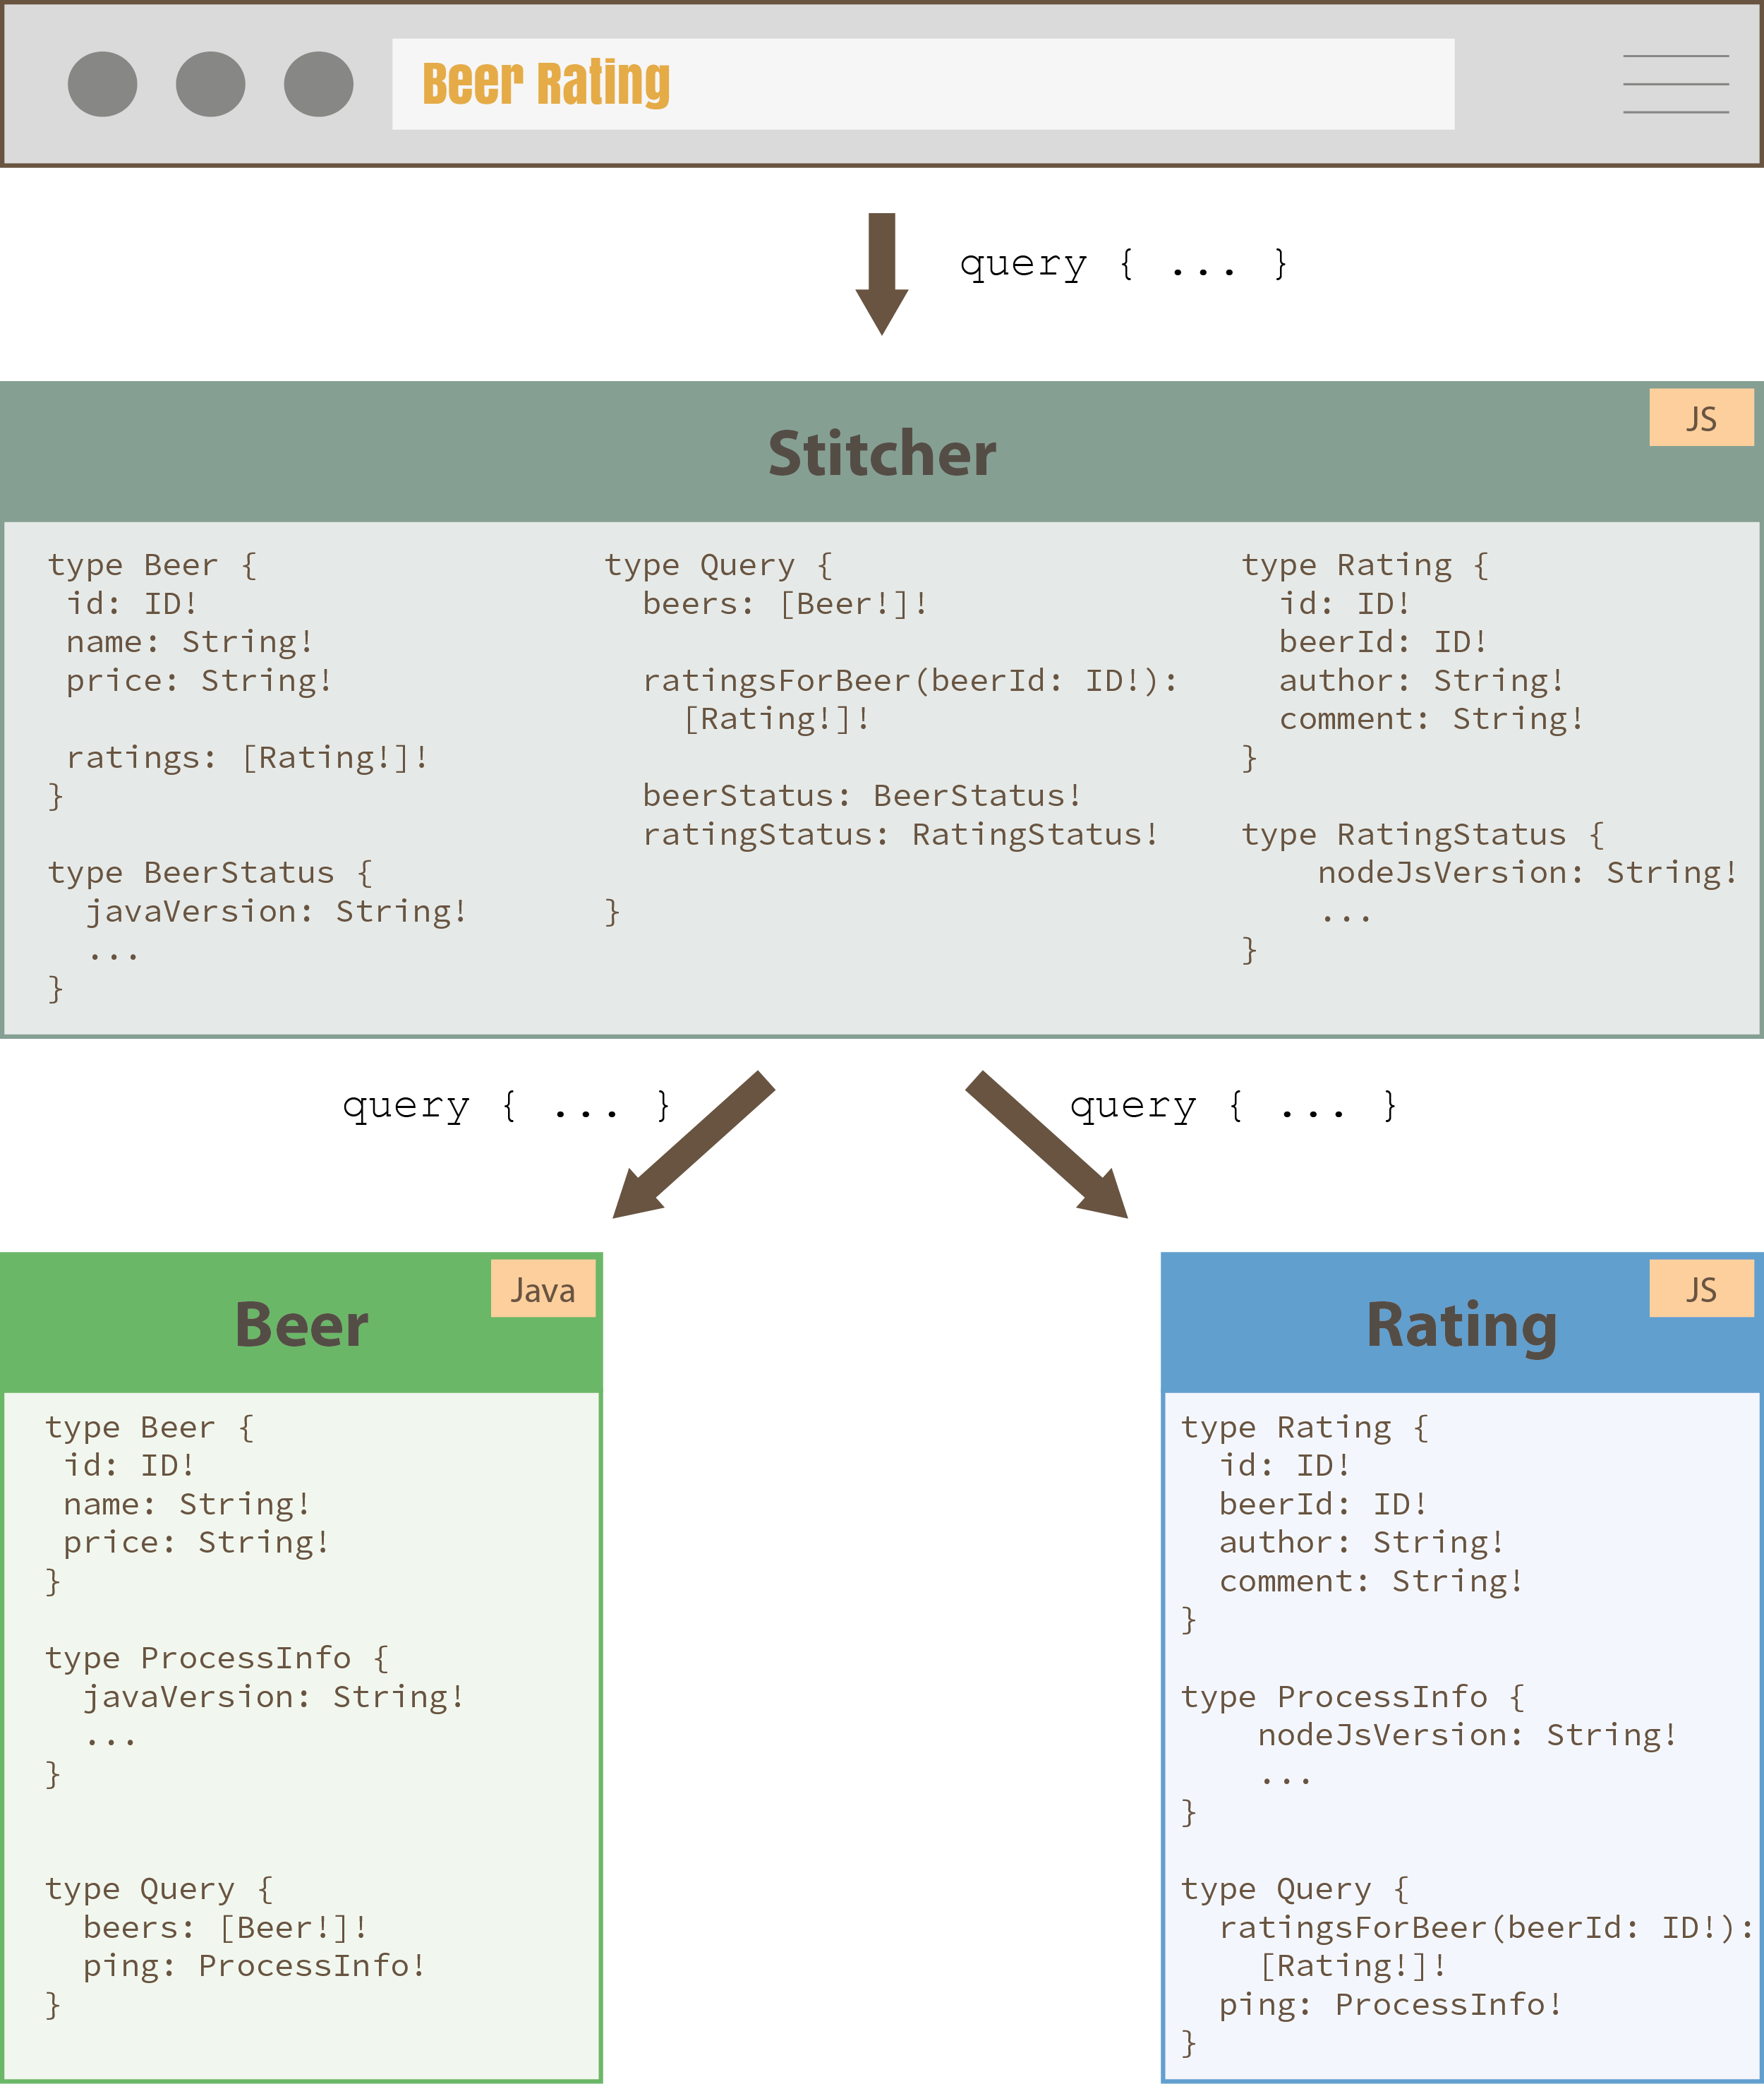 Beer Rating
query { ... }
JS
Stitcher
type Beer {
 id: ID!
 name: String!
 price: String!
 ratings: [Rating!]!
}
type BeerStatus {
  javaVersion: String!
  ...
}
type Query {
  beers: [Beer!]!
  ratingsForBeer(beerId: ID!):
    [Rating!]!
  beerStatus: BeerStatus!
  ratingStatus: RatingStatus!
}
type Rating {
  id: ID!
  beerId: ID!
  author: String!
  comment: String!
}
type RatingStatus {
    nodeJsVersion: String!
    ...
}
query { ... }
query { ... }
Java
Beer
type Beer {
 id: ID!
 name: String!
 price: String!
}
type ProcessInfo {
  javaVersion: String!
  ...
}
type Query {
  beers: [Beer!]!
  ping: ProcessInfo!
}
JS
Rating
type Rating {
  id: ID!
  beerId: ID!
  author: String!
  comment: String!
}
type ProcessInfo {
    nodeJsVersion: String!
    ...
}
type Query {
  ratingsForBeer(beerId: ID!):
    [Rating!]!
  ping: ProcessInfo!
}